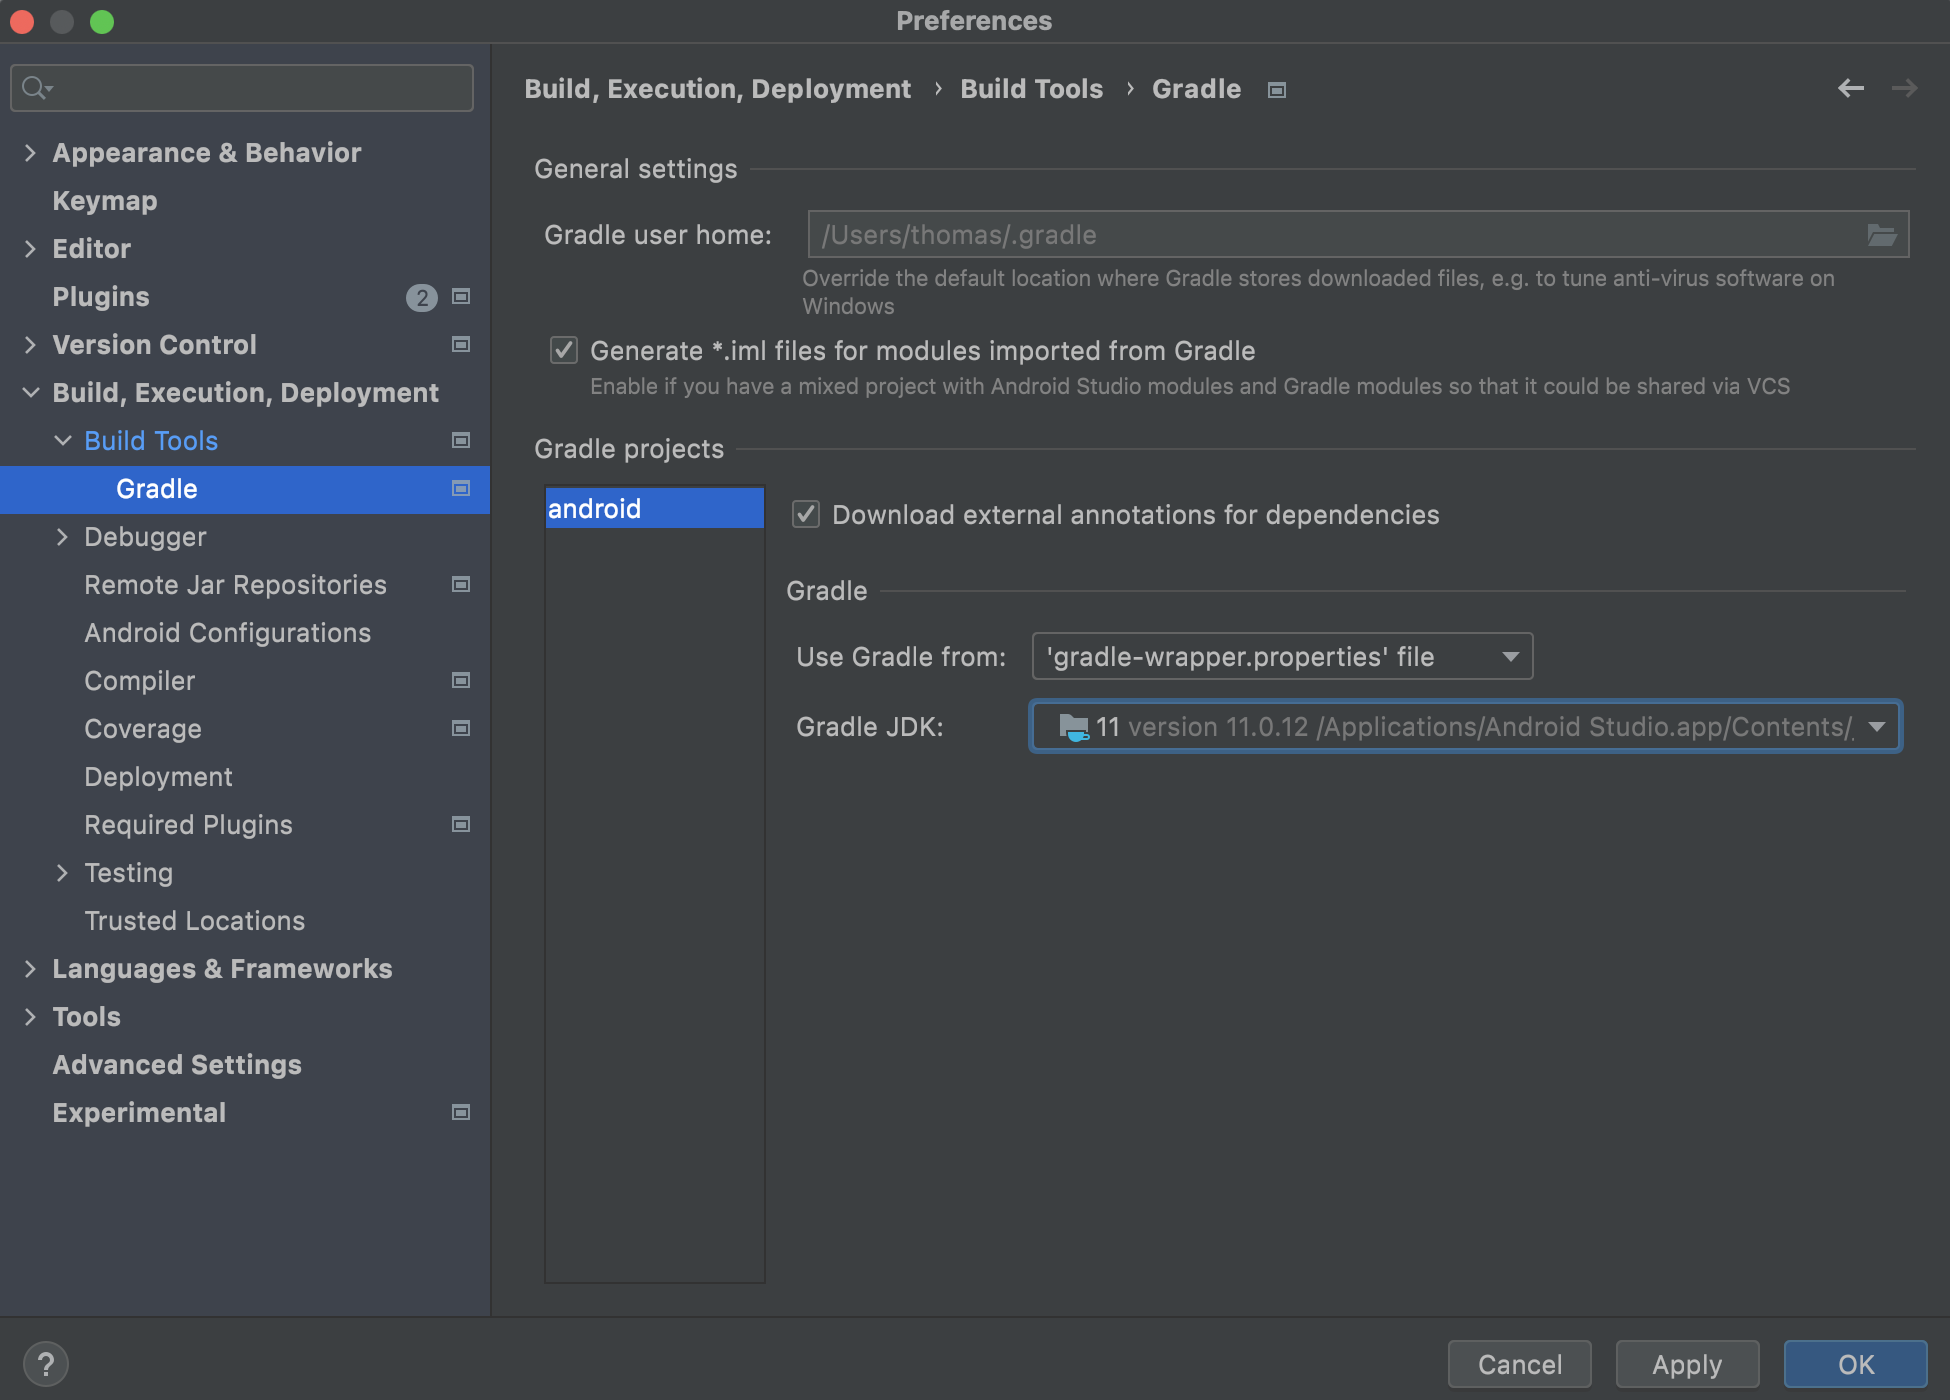 Preferences
Build, Execution, Deployment › Build Tools › Gradle
Appearance & Behavior
Keymap
Editor
Plugins 2
Version Control
Build, Execution, Deployment
Build Tools
Gradle
Debugger
Remote Jar Repositories
Android Configurations
Compiler
Coverage
Deployment
Required Plugins
Testing
Trusted Locations
Languages & Frameworks
Tools
Advanced Settings
Experimental
General settings
Gradle user home: /Users/thomas/.gradle
Override the default location where Gradle stores downloaded files, e.g. to tune anti-virus software on
Windows
Generate *.iml files for modules imported from Gradle
Enable if you have a mixed project with Android Studio modules and Gradle modules so that it could be shared via VCS
Gradle projects
android
Download external annotations for dependencies
Gradle
Use Gradle from: 'gradle-wrapper.properties' file
Gradle JDK: 11 version 11.0.12 /Applications/Android Studio.app/Contents/
?
Cancel
Apply
OK